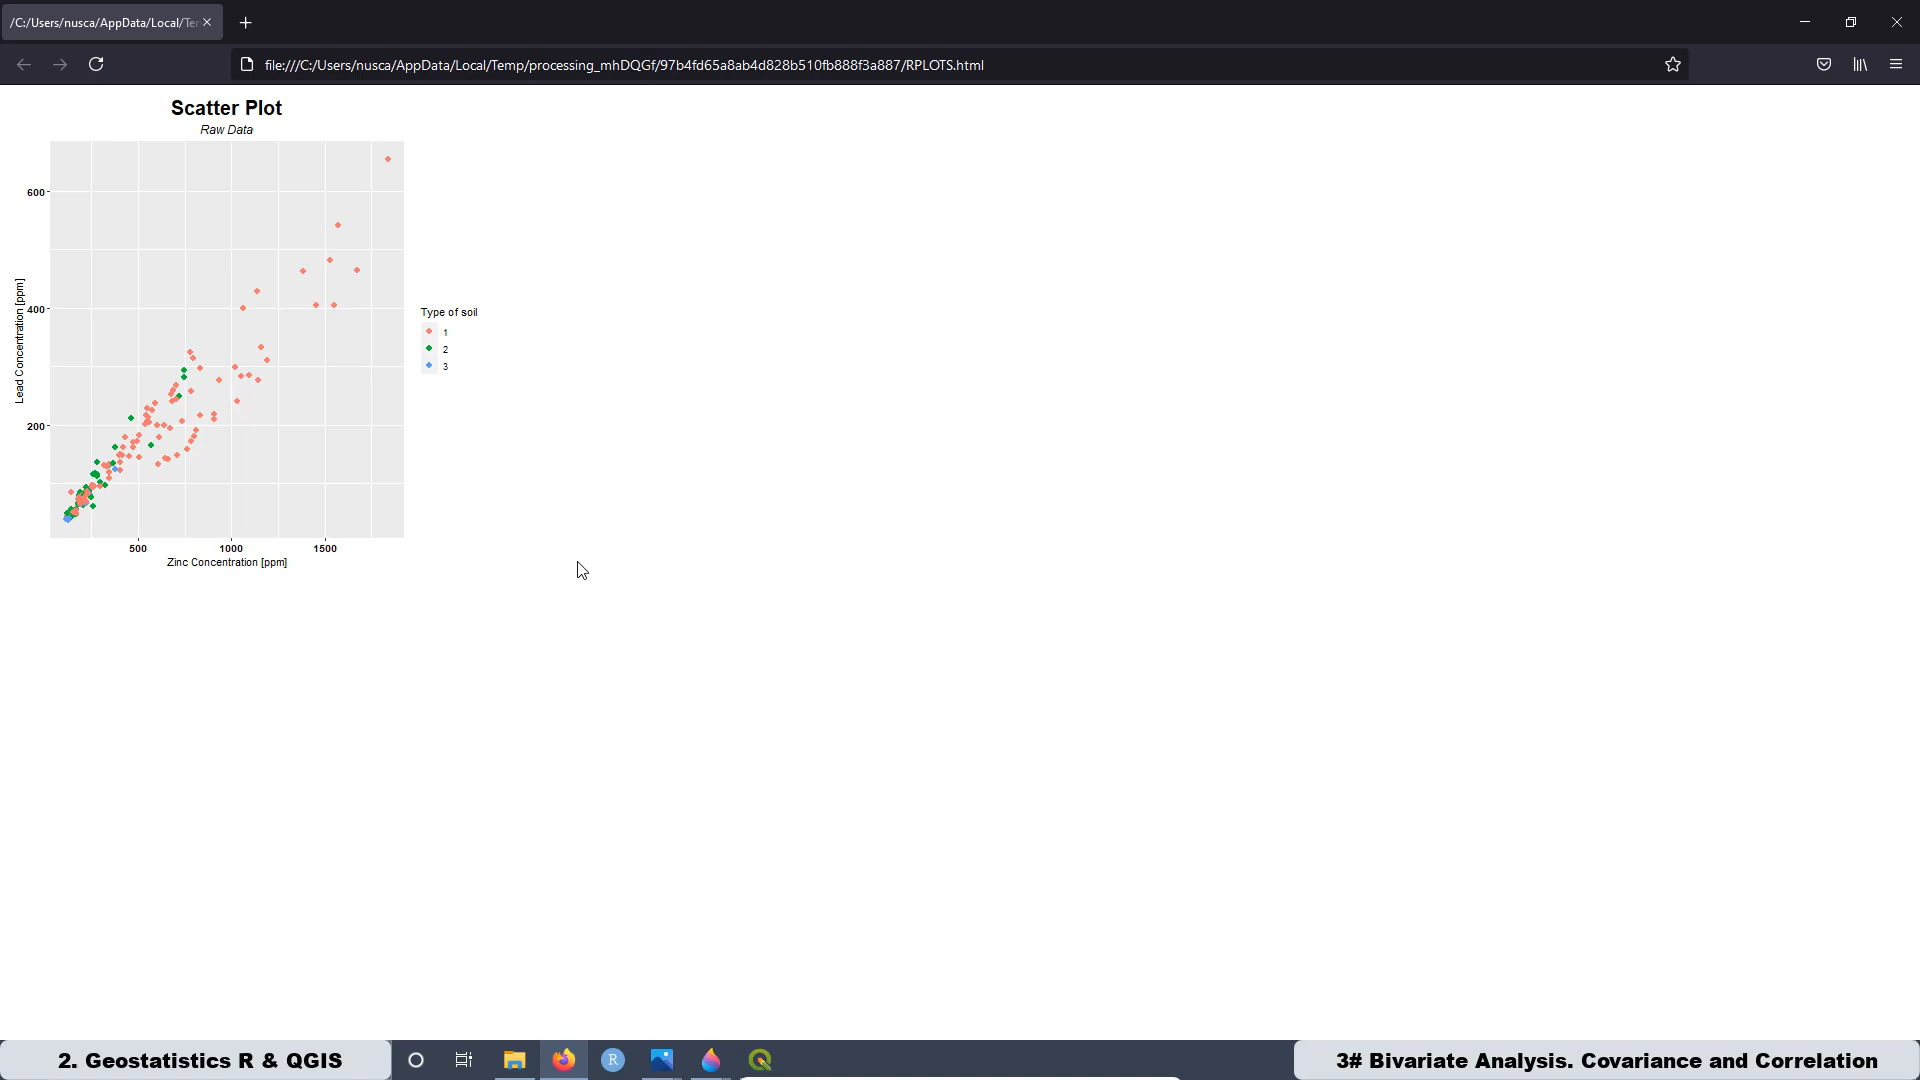 /C:/Users/nusca/AppData/Local/Te
file:///C:/Users/nusca/AppData/Local/Temp/processing_mhDQGf/97b4fd65a8ab4d828b510fb888f3a887/RPLOTS.html
Scatter Plot
Raw Data
600
400
200
Lead Concentration [ppm]
500 1000 1500
Zinc Concentration [ppm]
Type of soil
1
2
3
2. Geostatistics R & QGIS
R
3# Bivariate Analysis. Covariance and Correlation